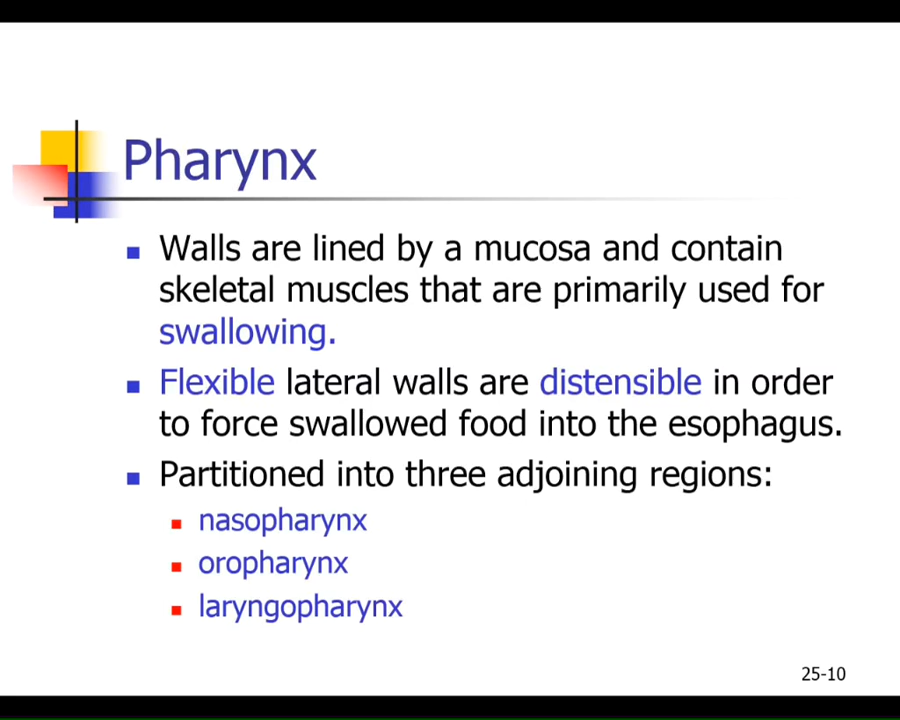 Pharynx
Walls are lined by a mucosa and contain
skeletal muscles that are primarily used for
swallowing.
Flexible lateral walls are distensible in order
to force swallowed food into the esophagus.
Partitioned into three adjoining regions:
nasopharynx
oropharynx
laryngopharynx
25-10